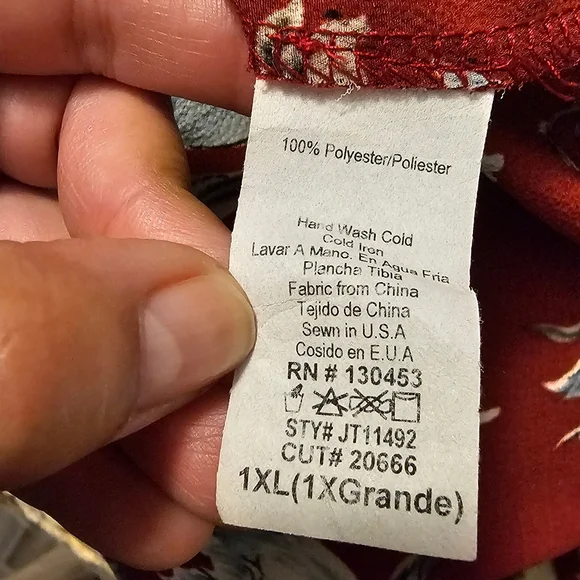 100% Polyester/Poliester
Hand Wash Cold
Cold Iron
Lavar A Mano. En Agua Fria
Plancha Tibia
Fabric from China
Tejido de China
Sewn in U.S.A
Cosido en E.U.A
RN # 130453
STY# JT11492
CUT# 20666
1XL(1XGrande)